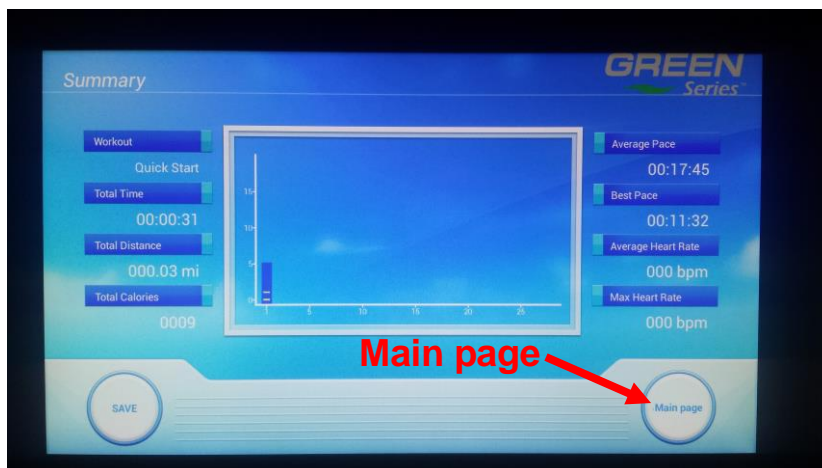 Summary
GREEN
Series
Workout
Quick Start
Total Time
00:00:31
Total Distance
000.03 mi
Total Calories
0009
15
10
5
0
1 5 10 15 20 25
Average Pace
00:17:45
Best Pace
00:11:32
Average Heart Rate
000 bpm
Max Heart Rate
000 bpm
Main page
SAVE
Main page